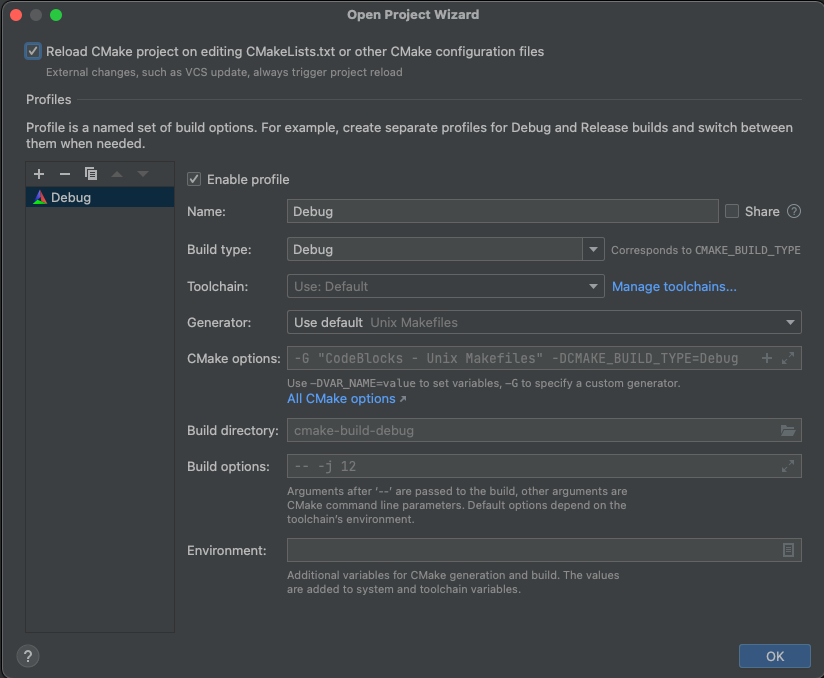 Open Project Wizard
Reload CMake project on editing CMakeLists.txt or other CMake configuration files
External changes, such as VCS update, always trigger project reload
Profiles
Profile is a named set of build options. For example, create separate profiles for Debug and Release builds and switch between
them when needed.
Debug
Enable profile
Name: Debug Share ?
Build type: Debug Corresponds to CMAKE_BUILD_TYPE
Toolchain: Use: Default Manage toolchains...
Generator: Use default Unix Makefiles
CMake options: -G "CodeBlocks - Unix Makefiles" -DCMAKE_BUILD_TYPE=Debug
Use –DVAR_NAME=value to set variables, –G to specify a custom generator.
All CMake options ↗
Build directory: cmake-build-debug
Build options: -- -j 12
Arguments after ‘--’ are passed to the build, other arguments are
CMake command line parameters. Default options depend on the
toolchain’s environment.
Environment:
Additional variables for CMake generation and build. The values
are added to system and toolchain variables.
? OK